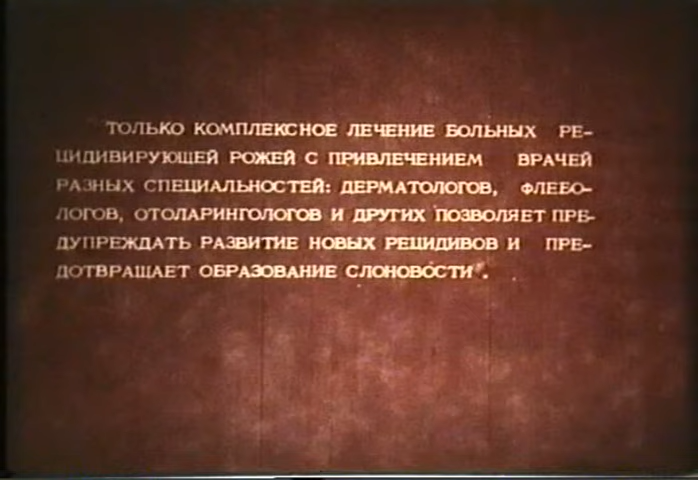 ТОЛЬКО КОМПЛЕКСНОЕ ЛЕЧЕНИЕ БОЛЬНЫХ РЕ-
ЦИДИВИРУЮЩЕЙ РОЖЕЙ С ПРИВЛЕЧЕНИЕМ ВРАЧЕЙ
РАЗНЫХ СПЕЦИАЛЬНОСТЕЙ: ДЕРМАТОЛОГОВ, ФЛЕБО-
ЛОГОВ, ОТОЛАРИНГОЛОГОВ И ДРУГИХ ПОЗВОЛЯЕТ ПРЕ-
ДУПРЕЖДАТЬ РАЗВИТИЕ НОВЫХ РЕЦИДИВОВ И ПРЕ-
ДОТВРАЩАЕТ ОБРАЗОВАНИЕ СЛОНОВОСТИ.